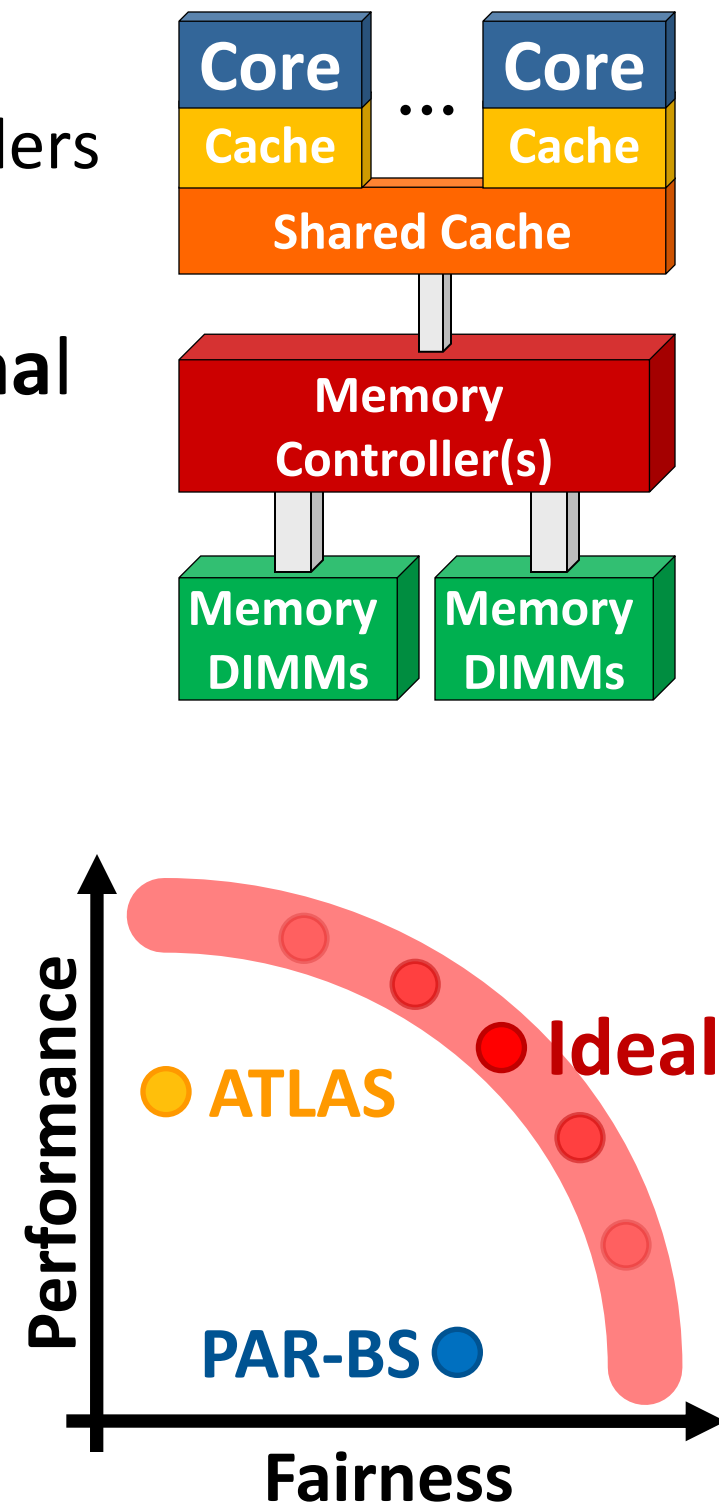 Core
Core
Cache
...
Cache
Shared Cache
Memory
Controller(s)
Memory
DIMMs
Memory
DIMMs
Performance
Ideal
ATLAS
PAR-BS
Fairness